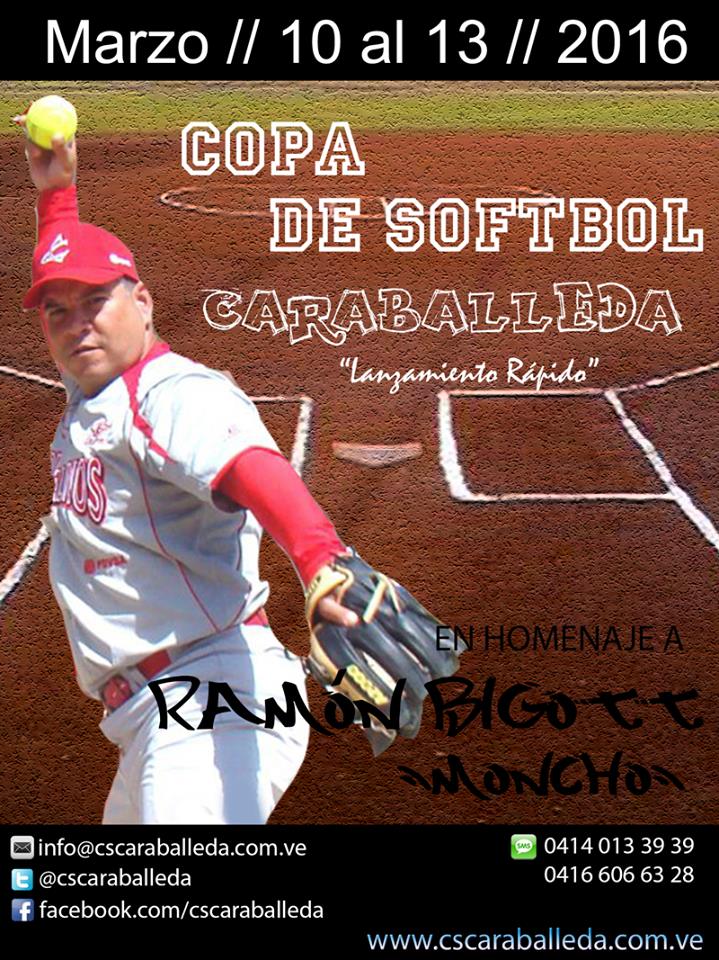 Marzo // 10 al 13 // 2016
COPA
DE SOFTBOL
CARABALLEDA
“Lanzamiento Rápido”
EN HOMENAJE A
RAMÓN BIGOTT
«MONCHO»
info@cscaraballeda.com.ve
@cscaraballeda
facebook.com/cscaraballeda
SMS
0414 013 39 39
0416 606 63 28
www.cscaraballeda.com.ve